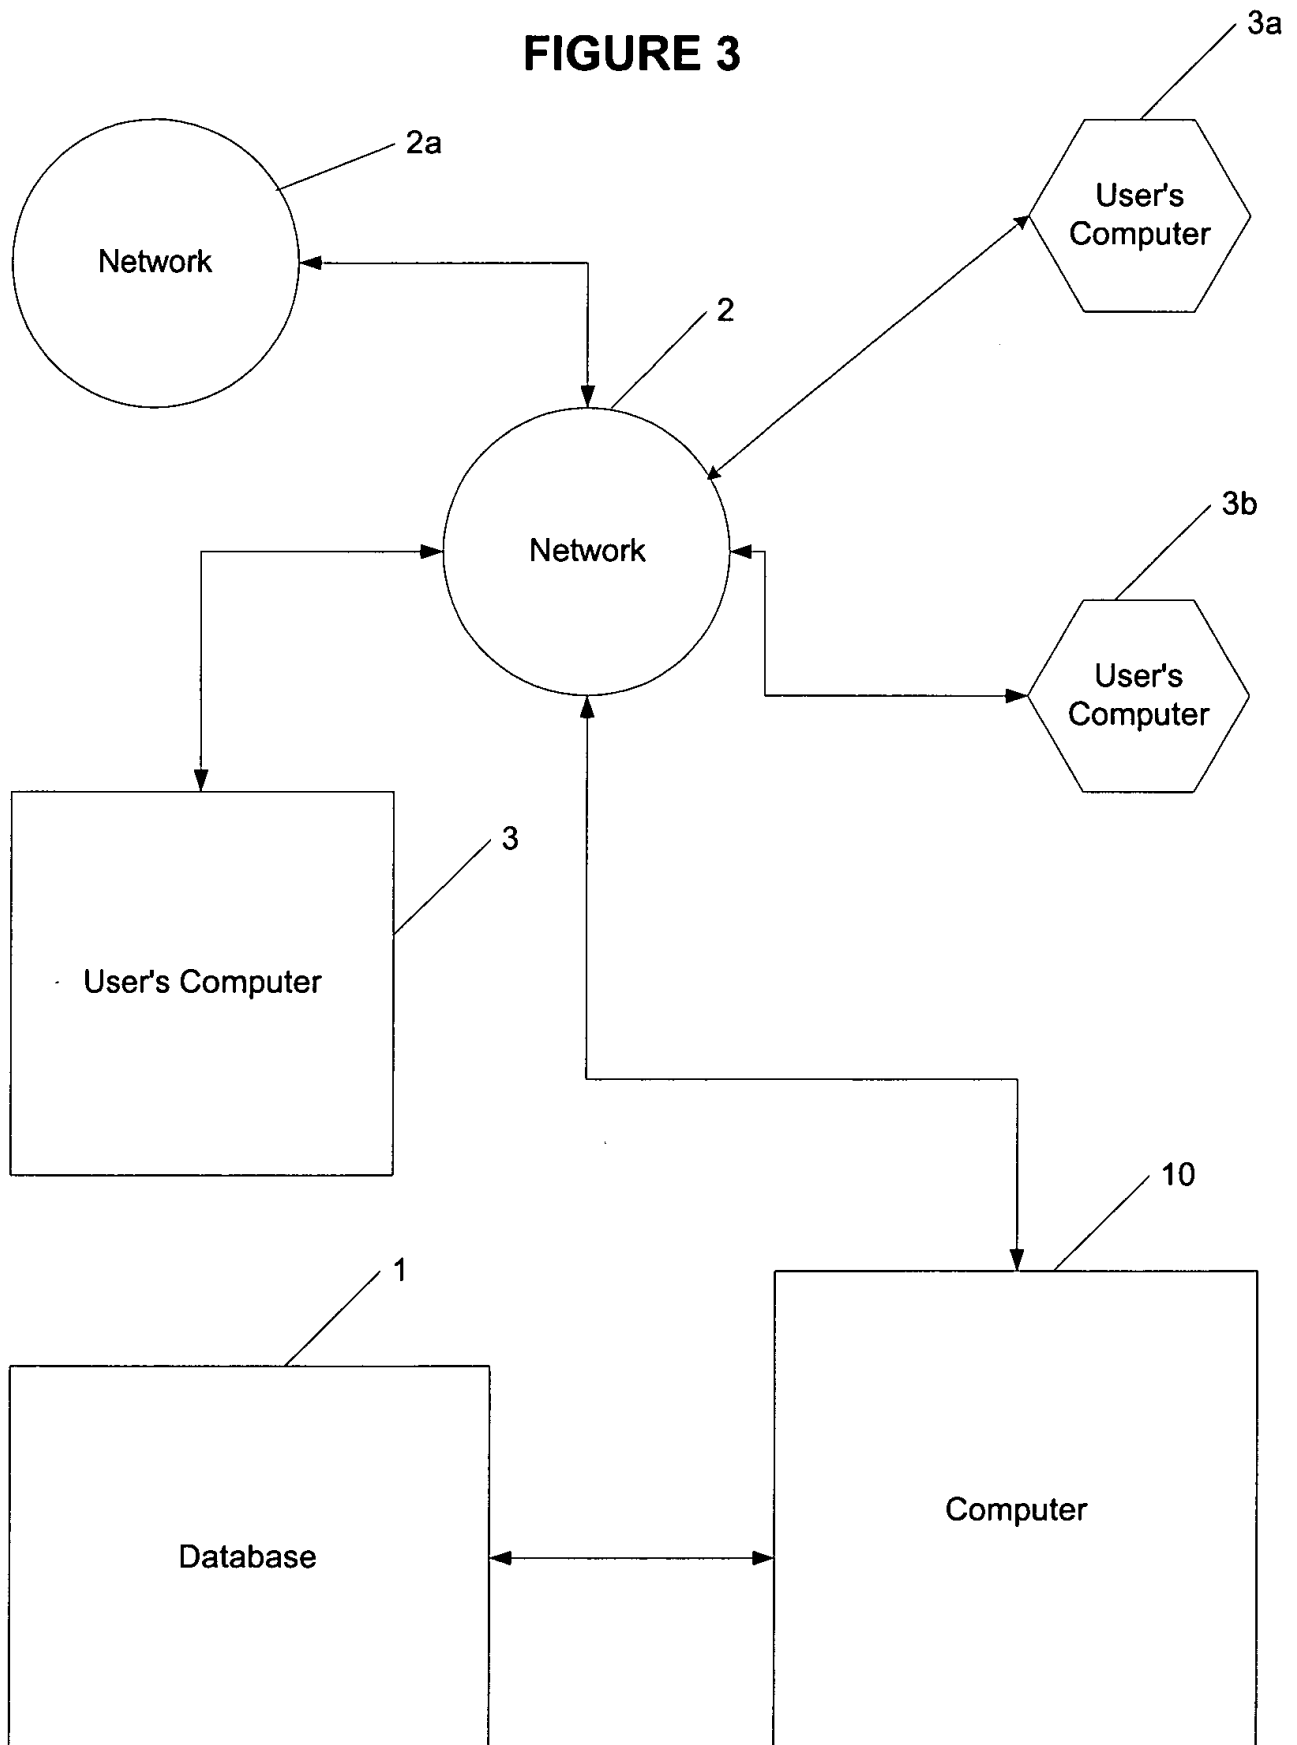 FIGURE 3
3a
2a
User's
Computer
Network
2
3b
Network
User's
Computer
3
User's Computer
10
1
Computer
Database